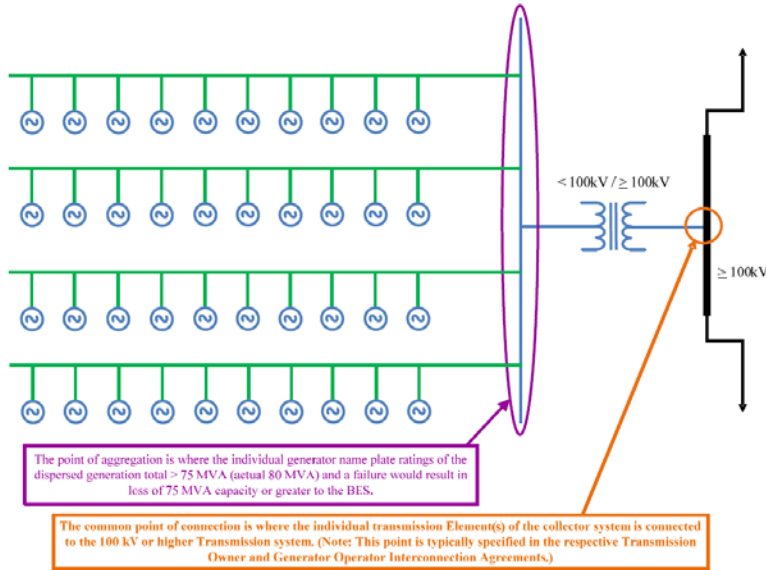 < 100kV / ≥ 100kV
≥ 100kV
The point of aggregation is where the individual generator name plate ratings of the
dispersed generation total > 75 MVA (actual 80 MVA) and a failure would result in
loss of 75 MVA capacity or greater to the BES.
The common point of connection is where the individual transmission Element(s) of the collector system is connected
to the 100 kV or higher Transmission system. (Note: This point is typically specified in the respective Transmission
Owner and Generator Operator Interconnection Agreements.)